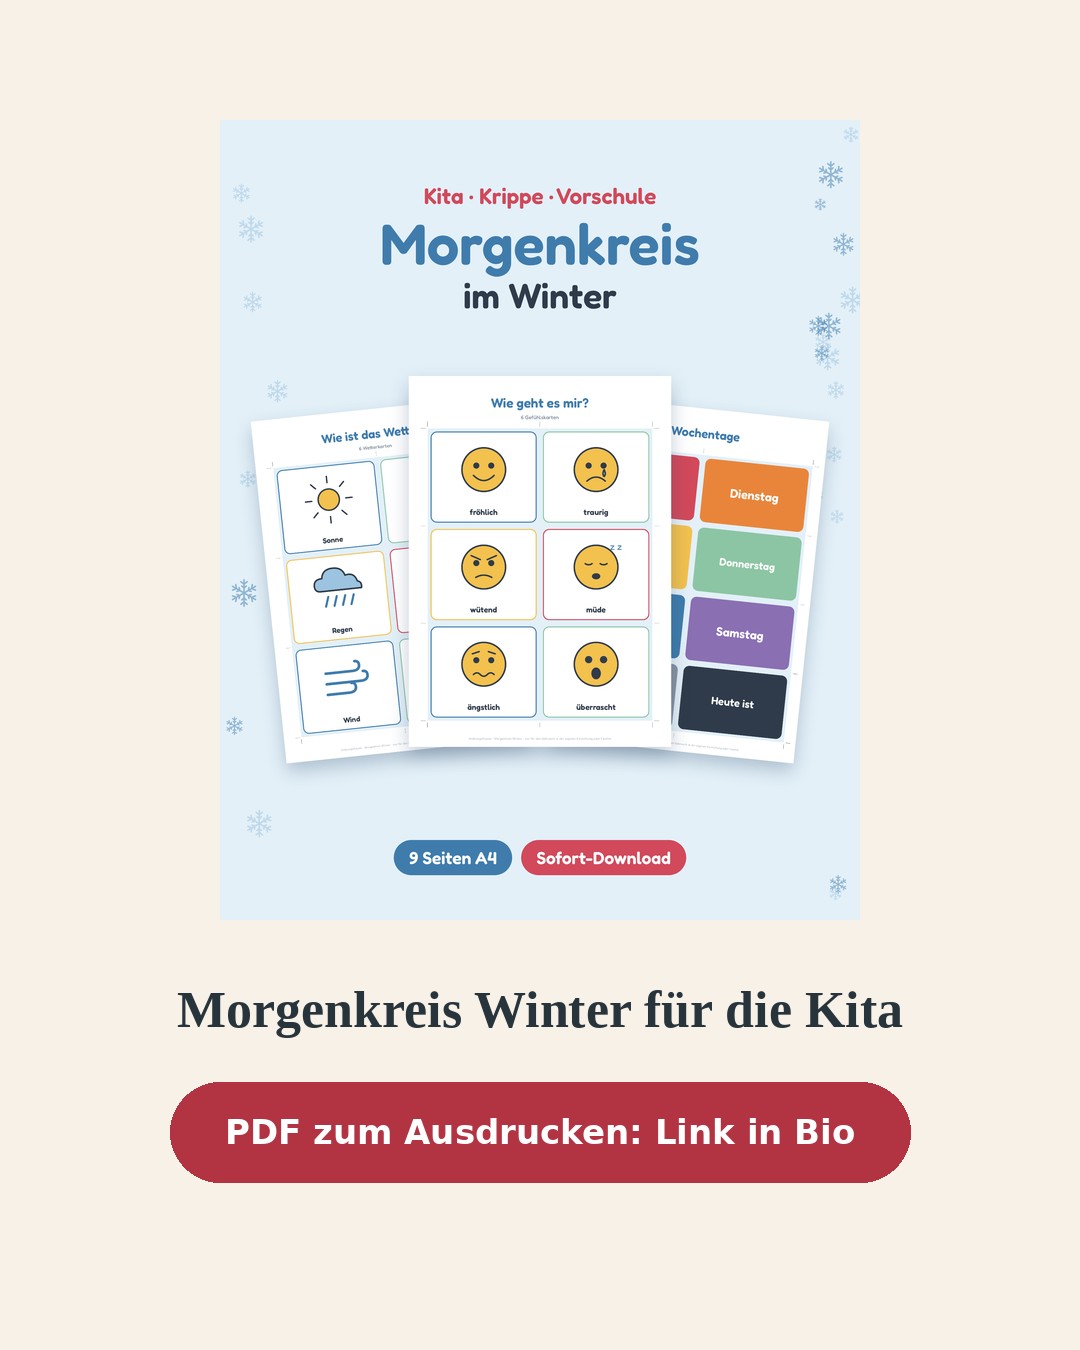 Kita · Krippe · Vorschule
Morgenkreis
im Winter
Wie ist das Wett
6 Wetterkarten
Sonne
Regen
Wind
Wie geht es mir?
6 Gefühlskarten
fröhlich
traurig
z z
wütend
müde
ängstlich
überrascht
Wochentage
Dienstag
Donnerstag
Samstag
Heute ist
9 Seiten A4
Sofort-Download
Morgenkreis Winter für die Kita
PDF zum Ausdrucken: Link in Bio